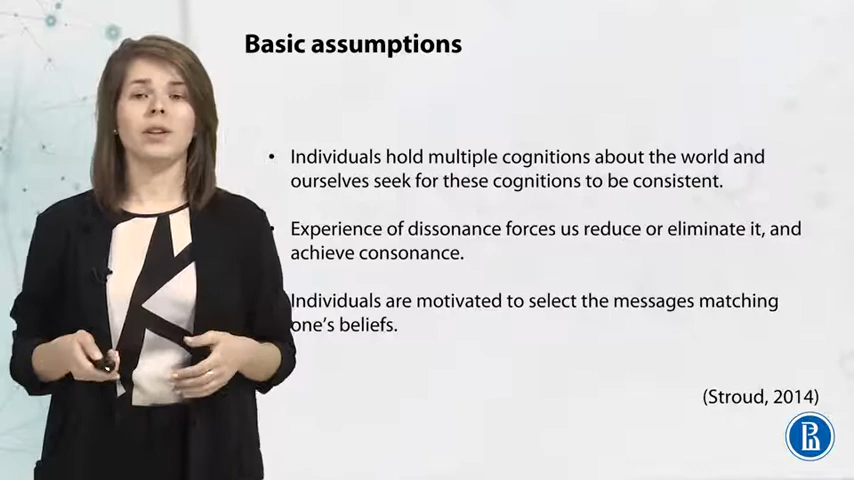 Basic assumptions
• Individuals hold multiple cognitions about the world and
ourselves seek for these cognitions to be consistent.
Experience of dissonance forces us reduce or eliminate it, and
achieve consonance.
Individuals are motivated to select the messages matching
one's beliefs.
(Stroud, 2014)